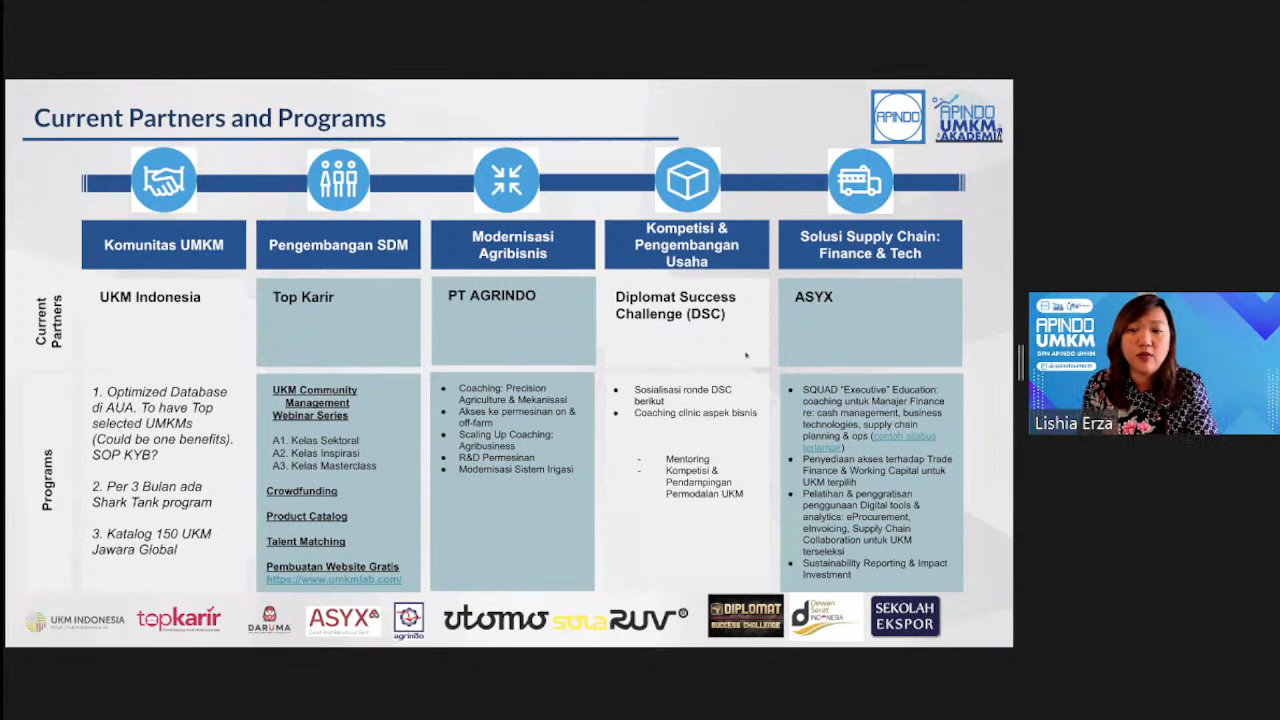 Current Partners and Programs
APINDO
APINDO
UMKM
AKADEMI
Komunitas UMKM
Pengembangan SDM
Modernisasi
Agribisnis
Kompetisi &
Pengembangan
Usaha
Solusi Supply Chain:
Finance & Tech
Current
Partners
UKM Indonesia
Top Karir
PT AGRINDO
Diplomat Success
Challenge (DSC)
ASYX
Programs
1. Optimized Database
di AUA. To have Top
selected UMKMs
(Could be one benefits).
SOP KYB?
2. Per 3 Bulan ada
Shark Tank program
3. Katalog 150 UKM
Jawara Global
UKM Community
Management
Webinar Series
A1. Kelas Sektoral
A2. Kelas Inspirasi
A3. Kelas Masterclass
Crowdfunding
Product Catalog
Talent Matching
Pembuatan Website Gratis
https://www.umkmlab.com/
● Coaching: Precision
Agriculture & Mekanisasi
● Akses ke permesinan on &
off-farm
● Scaling Up Coaching:
Agribusiness
● R&D Permesinan
● Modernisasi Sistem Irigasi
● Sosialisasi ronde DSC
berikut
● Coaching clinic aspek bisnis
- Mentoring
- Kompetisi &
Pendampingan
Permodalan UKM
● SQUAD “Executive” Education:
coaching untuk Manajer Finance
re: cash management, business
technologies, supply chain
planning & ops (contoh silabus
terlampir)
● Penyediaan akses terhadap Trade
Finance & Working Capital untuk
UKM terpilih
● Pelatihan & penggratisan
penggunaan Digital tools &
analytics: eProcurement,
eInvoicing, Supply Chain
Collaboration untuk UKM
terseleksi
● Sustainability Reporting & Impact
Investment
UKM INDONESIA
topkarir
DARUMA
ASYX
agrindo
utomo solaRUV®
DIPLOMAT
SUCCESS CHALLENGE
Dewan
Serat
INDONESIA
SEKOLAH
EKSPOR
APINDO
UMKM
DPN APINDO UMKM
@apindoumkm
Lishia Erza